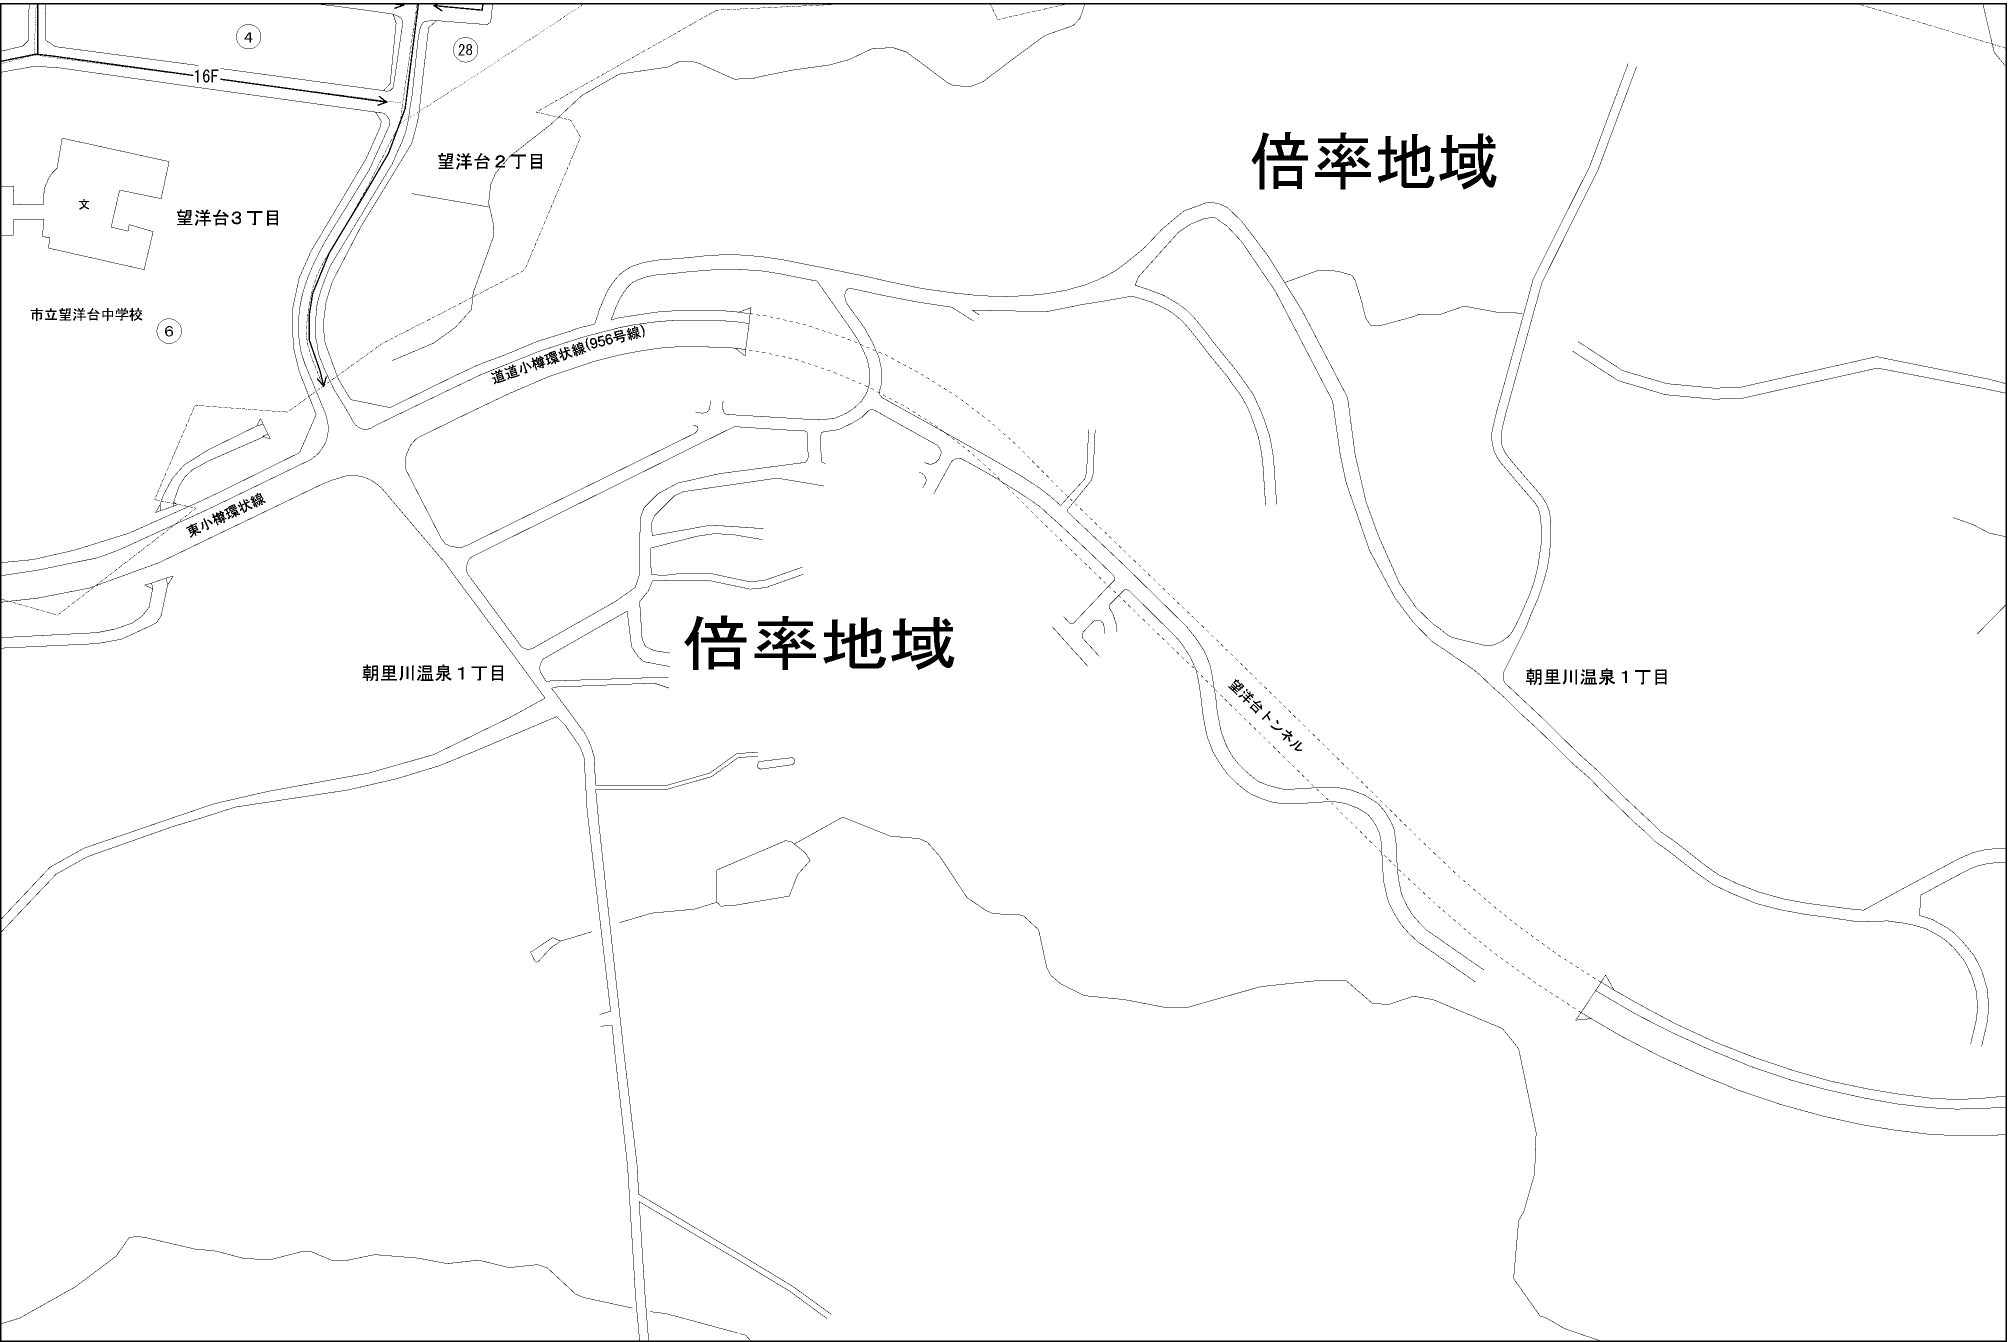 ④
㉘
16F
望洋台２丁目
倍率地域
文
望洋台３丁目
市立望洋台中学校
⑥
道道小樽環状線(956号線)
東小樽環状線
倍率地域
朝里川温泉１丁目
朝里川温泉１丁目
望洋台トンネル